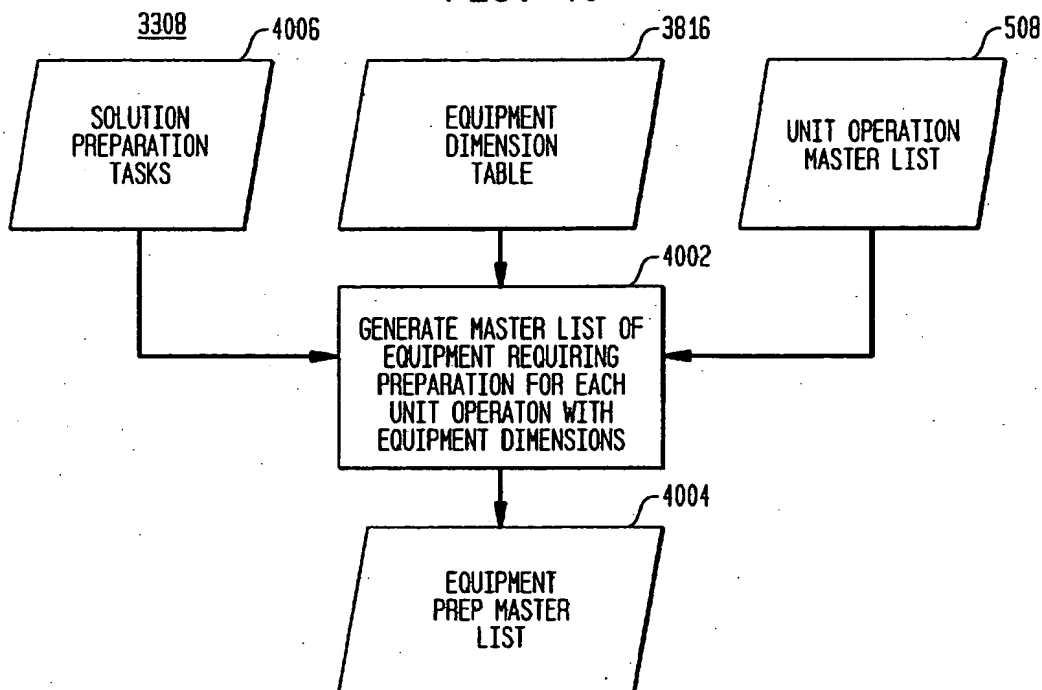 3308
4006
3816
508
SOLUTION
PREPARATION
TASKS
EQUIPMENT
DIMENSION
TABLE
UNIT OPERATION
MASTER LIST
4002
GENERATE MASTER LIST OF
EQUIPMENT REQUIRING
PREPARATION FOR EACH
UNIT OPERATON WITH
EQUIPMENT DIMENSIONS
4004
EQUIPMENT
PREP MASTER
LIST